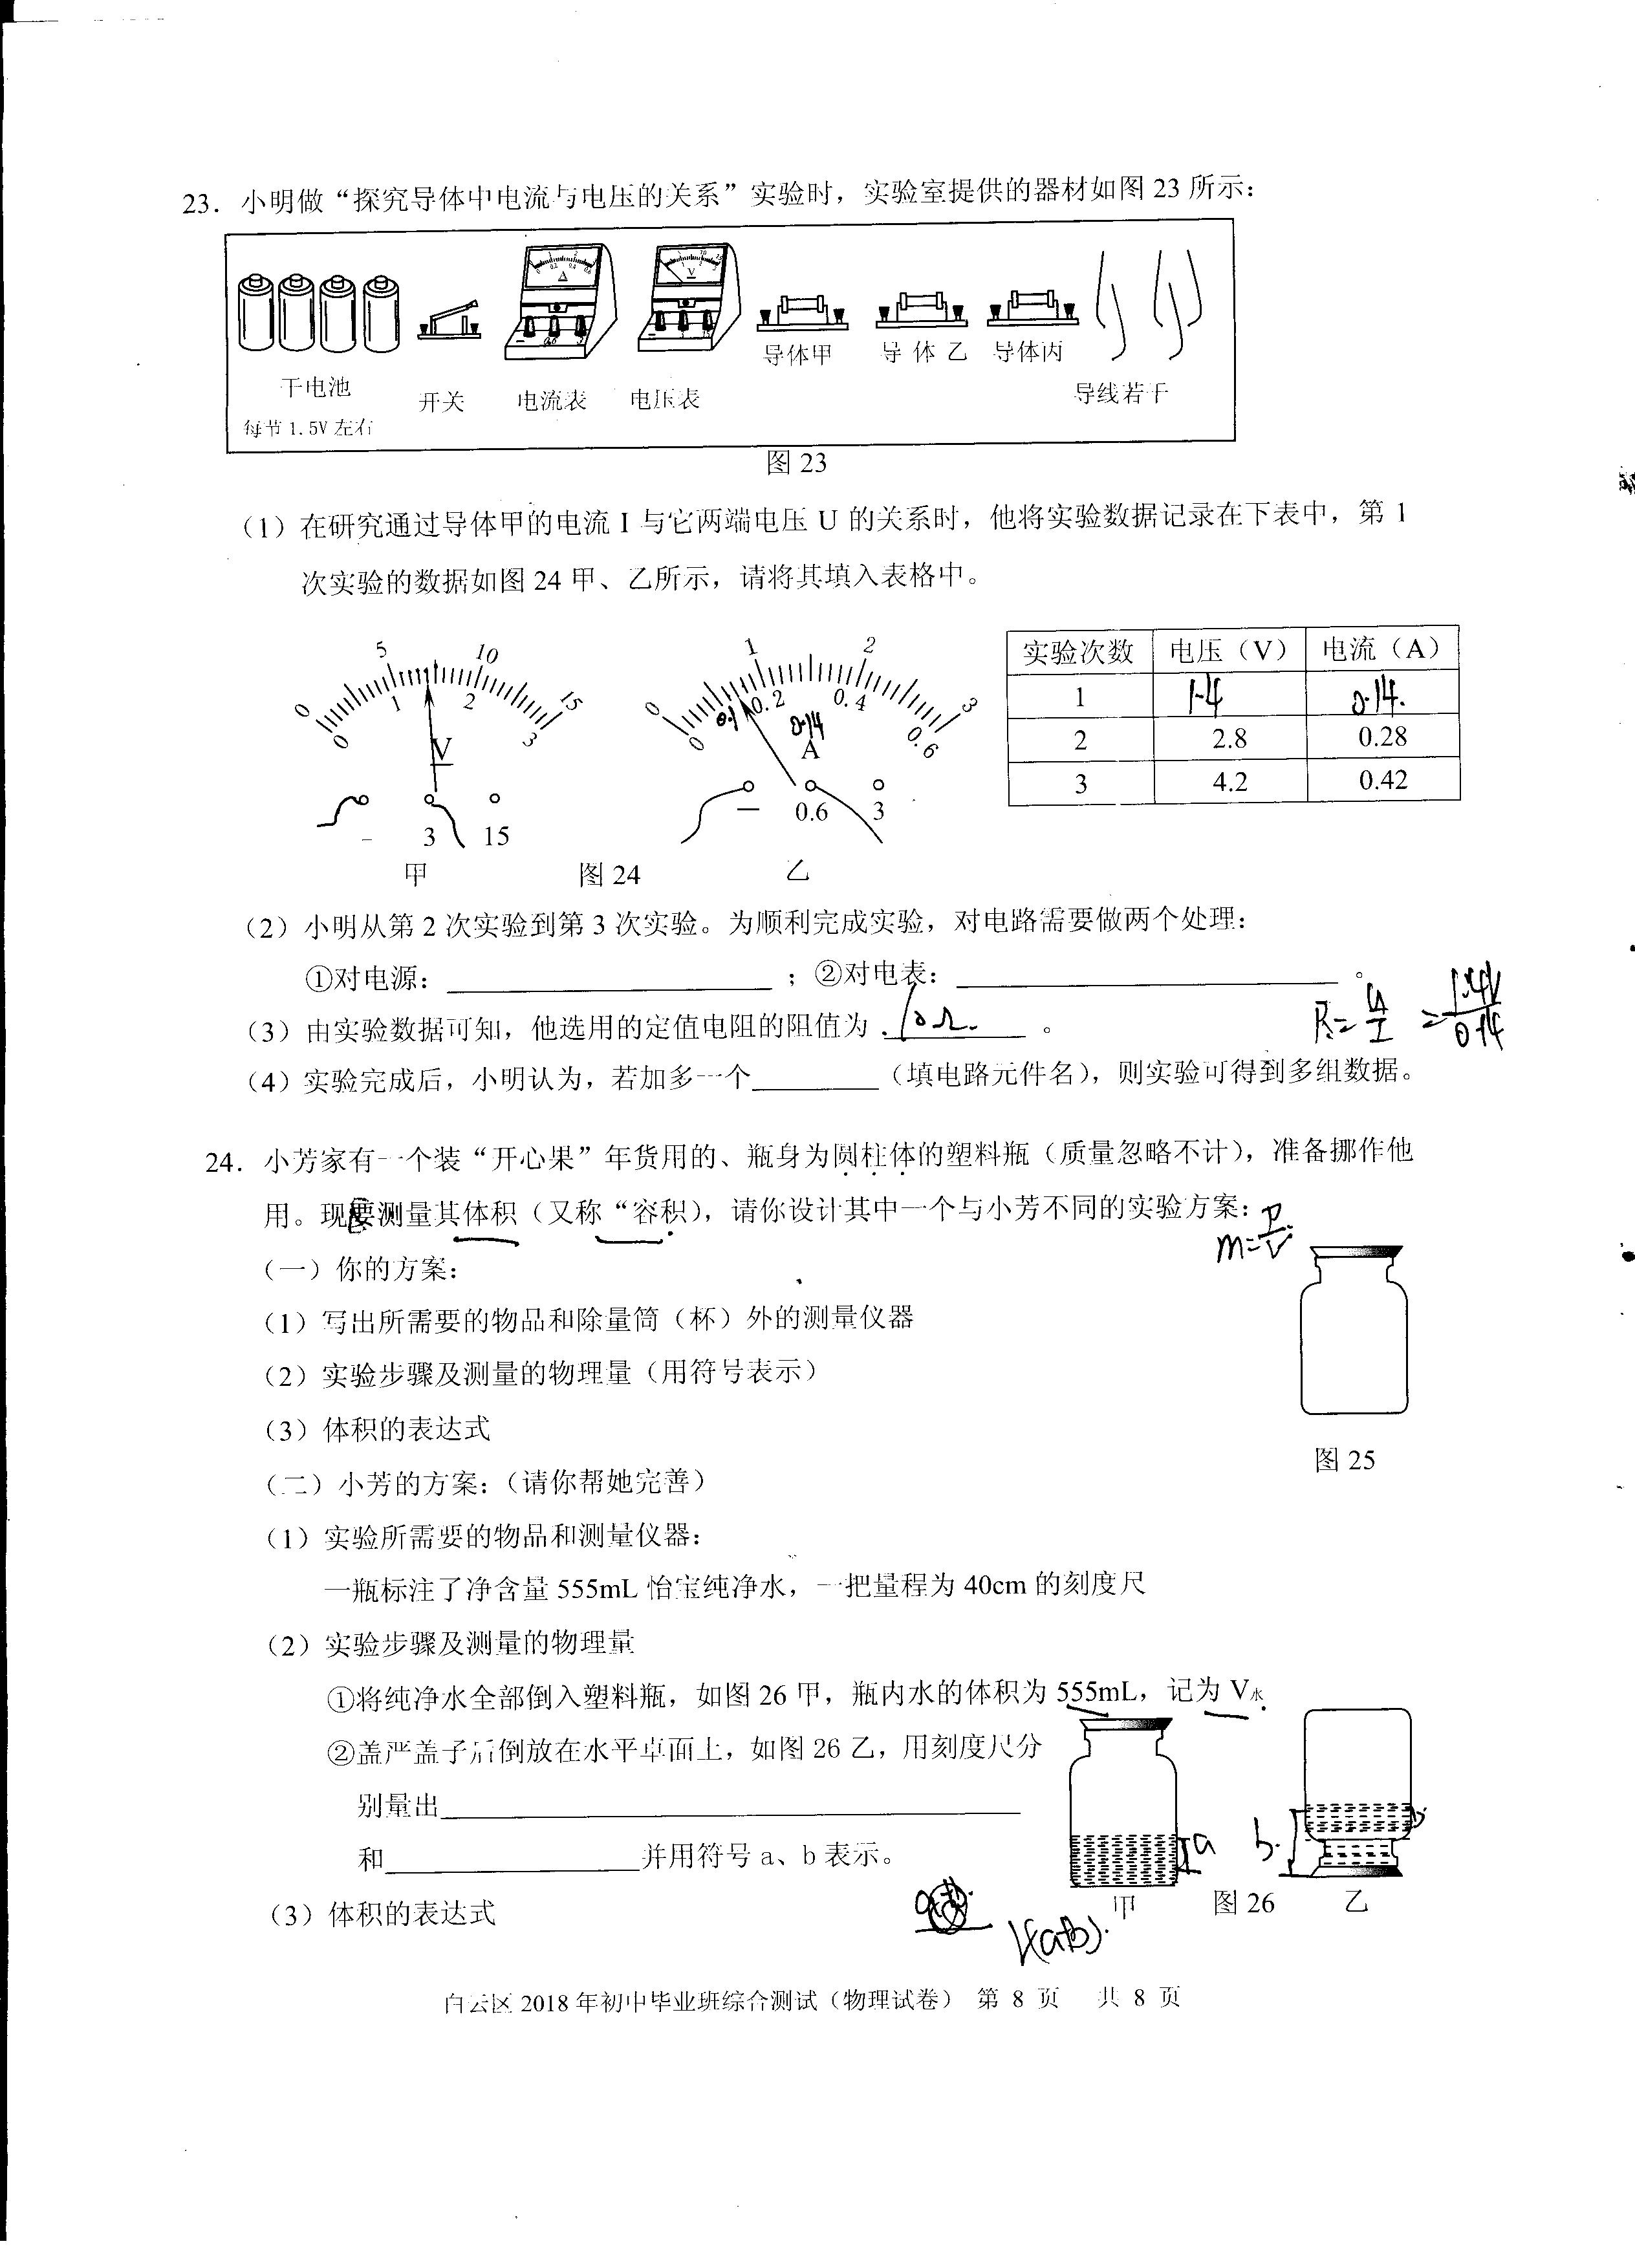 23．小明做“探究导体中电流与电压的关系”实验时，实验室提供的器材如图 23 所示：
干电池
每节 1.5V 左右
开关
电流表
电压表
导体甲
导体乙
导体丙
导线若干
图 23
（1）在研究通过导体甲的电流 I 与它两端电压 U 的关系时，他将实验数据记录在下表中，第 1
次实验的数据如图 24 甲、乙所示，请将其填入表格中。
0 5 10 15
0 1 2 3
V
- 3 15
甲
0 1 2 3
0 0.1 0.2 0.4 0.6
0.14
A
- 0.6 3
乙
图 24
实验次数 电压（V） 电流（A）
1 1.4 0.14.
2 2.8 0.28
3 4.2 0.42
（2）小明从第 2 次实验到第 3 次实验。为顺利完成实验，对电路需要做两个处理：
①对电源：____________；②对电表：____________。
（3）由实验数据可知，他选用的定值电阻的阻值为 10Ω. 。
R=U/I =1.4V/0.14
（4）实验完成后，小明认为，若加多一个________（填电路元件名），则实验可得到多组数据。
24．小芳家有一个装“开心果”年货用的、瓶身为圆柱体的塑料瓶（质量忽略不计），准备挪作他
用。现要测量其体积（又称“容积），请你设计其中一个与小芳不同的实验方案：
m=ρ/V
（一）你的方案：
（1）写出所需要的物品和除量筒（杯）外的测量仪器
（2）实验步骤及测量的物理量（用符号表示）
（3）体积的表达式
图 25
（二）小芳的方案：（请你帮她完善）
（1）实验所需要的物品和测量仪器：
一瓶标注了净含量 555mL 怡宝纯净水，一把量程为 40cm 的刻度尺
（2）实验步骤及测量的物理量
①将纯净水全部倒入塑料瓶，如图 26 甲，瓶内水的体积为 555mL，记为 V水
②盖严盖子后倒放在水平桌面上，如图 26 乙，用刻度尺分
别量出____________
和____________并用符号 a、b 表示。
a
b.
甲 图 26 乙
（3）体积的表达式
V(a+b).
白云区 2018 年初中毕业班综合测试（物理试卷） 第 8 页 共 8 页